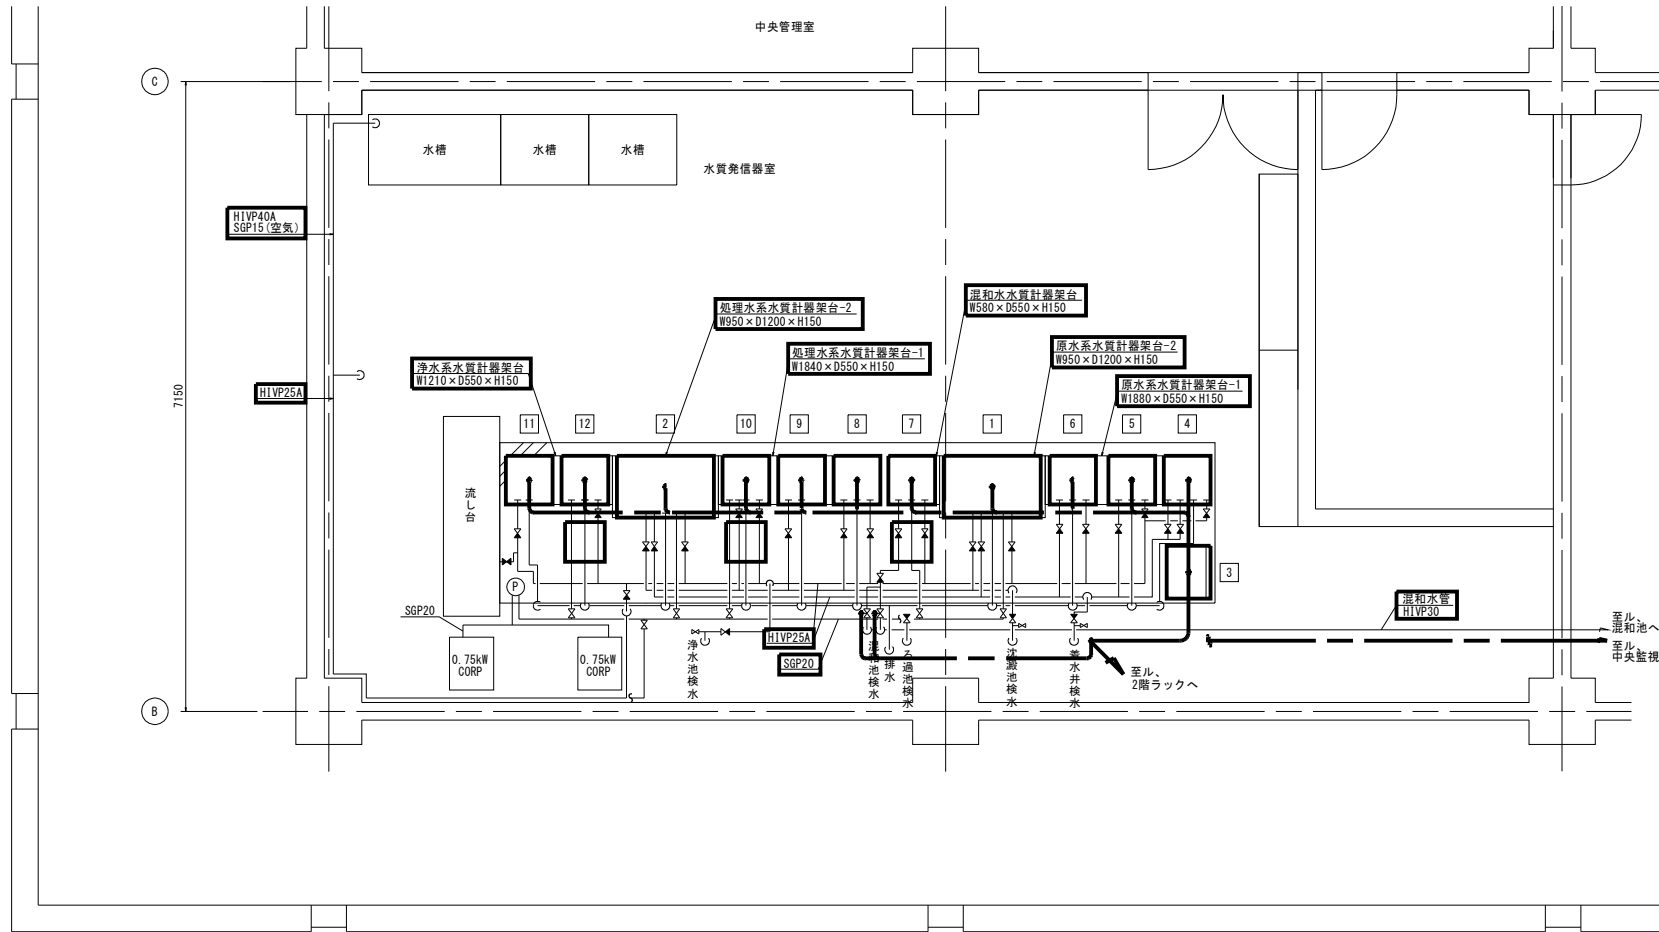 中央管理室
C
水槽
水槽
水槽
水質発信器室
HIVP40A
SGP15(空気)
7150
処理水系水質計器架台-2
W950×D1200×H150
混和水水質計器架台
W580×D550×H150
処理水系水質計器架台-1
W1840×D550×H150
原水系水質計器架台-2
W950×D1200×H150
浄水系水質計器架台
W1210×D550×H150
原水系水質計器架台-1
W1880×D550×H150
HIVP25A
11
12
2
10
9
8
7
1
6
5
4
流し台
3
P
SGP20
混和水管
HIVP30
HIVP25A
SGP20
0.75kW
CORP
0.75kW
CORP
浄水池検水
混和池検水
排水
ろ過池検水
沈澱池検水
着水井検水
至ル、
混和池へ
至ル、
中央監視
至ル、
2階ラックへ
B